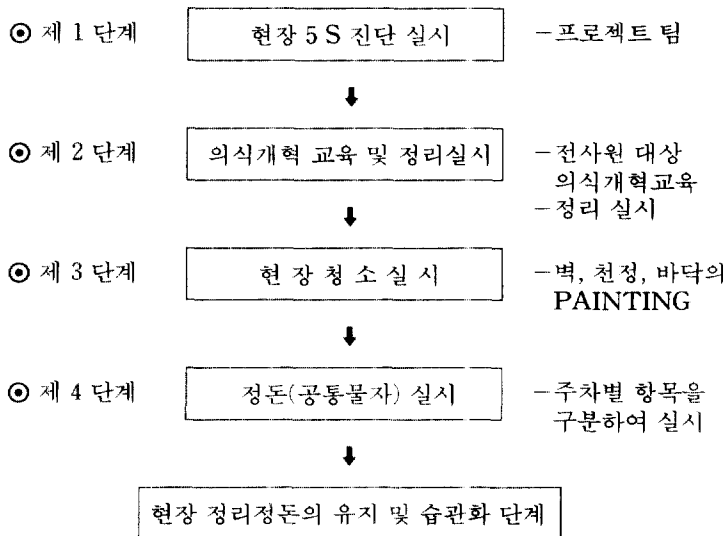 ⊙ 제 1 단계 현장 5 S 진단 실시 －프로젝트 팀
⊙ 제 2 단계 의식개혁 교육 및 정리실시 －전사원 대상
의식개혁교육
－정리 실시
⊙ 제 3 단계 현 장 청 소 실 시 －벽, 천정, 바닥의
PAINTING
⊙ 제 4 단계 정돈(공통물자) 실시 －주차별 항목을
구분하여 실시
현장 정리정돈의 유지 및 습관화 단계